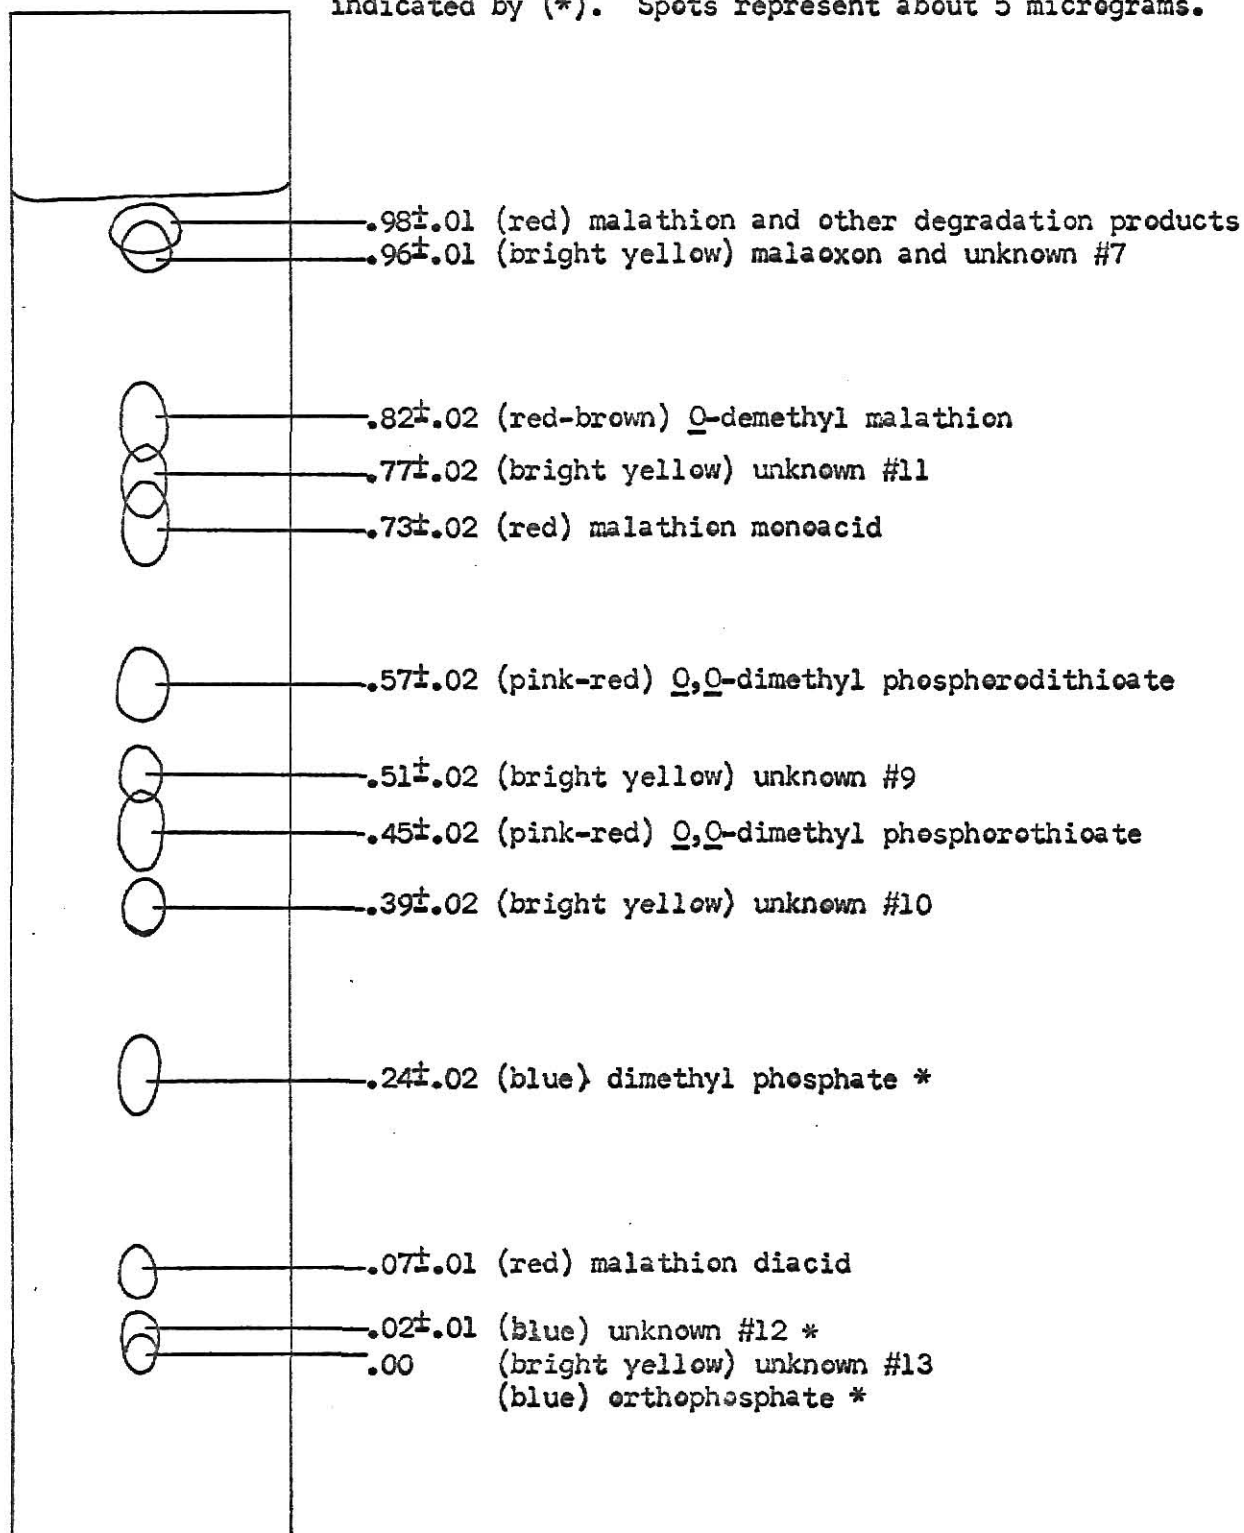 indicated by (*). Spots represent about 5 micrograms.
.98±.01 (red) malathion and other degradation products
.96±.01 (bright yellow) malaoxon and unknown #7
.82±.02 (red-brown) O-demethyl malathion
.77±.02 (bright yellow) unknown #11
.73±.02 (red) malathion monoacid
.57±.02 (pink-red) O,O-dimethyl phosphorodithioate
.51±.02 (bright yellow) unknown #9
.45±.02 (pink-red) O,O-dimethyl phosphorothioate
.39±.02 (bright yellow) unknown #10
.24±.02 (blue) dimethyl phosphate *
.07±.01 (red) malathion diacid
.02±.01 (blue) unknown #12 *
.00 (bright yellow) unknown #13
(blue) orthophosphate *